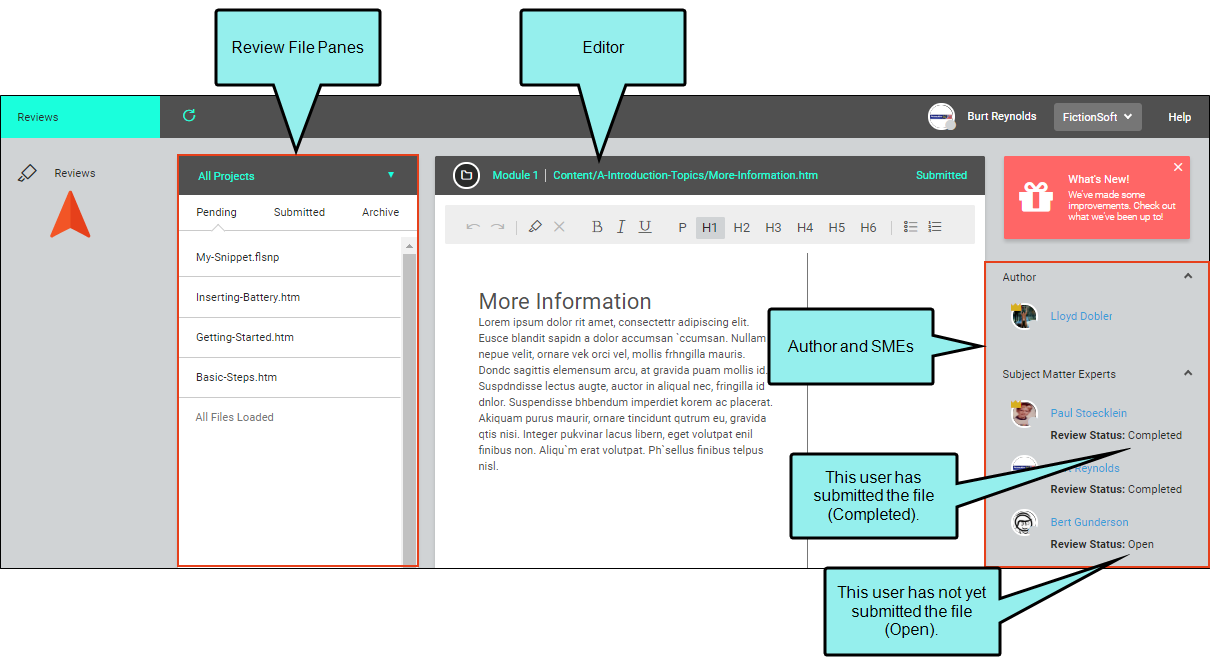 Review File Panes
Editor
Reviews
Burt Reynolds
FictionSoft
Help
Reviews
All Projects
Pending Submitted Archive
My-Snippet.flsnp
Inserting-Battery.htm
Getting-Started.htm
Basic-Steps.htm
All Files Loaded
Module 1 | Content/A-Introduction-Topics/More-Information.htm Submitted
B I U P H1 H2 H3 H4 H5 H6
More Information
Lorem ipsum dolor rit amet, consectettr adipiscing elit.
Eusce blandit sapidn a dolor accumsan `ccumsan. Nullam
nepue velit, ornare vek orci vel, mollis frhngilla mauris.
Dondc sagittis elemensum arcu, at gravida puam mollis id.
Suspdndisse lectus augte, auctor in aliqual nec, fringilla id
dnlor. Suspendisse bhbendum imperdiet korem ac placerat.
Akiquam purus maurir, ornare tincidunt qutrum eu, gravida
qtis nisi. Integer pukvinar lacus libern, eget volutpat enil
finibus non. Aliqu`m erat volutpat. Ph`sellus finibus telpus
nisl.
What's New!
We've made some
improvements. Check out
what we've been up to!
Author
Lloyd Dobler
Author and SMEs
Subject Matter Experts
Paul Stoecklein
Review Status: Completed
Reynolds
Review Status: Completed
Bert Gunderson
Review Status: Open
This user has
submitted the file
(Completed).
This user has not yet
submitted the file
(Open).